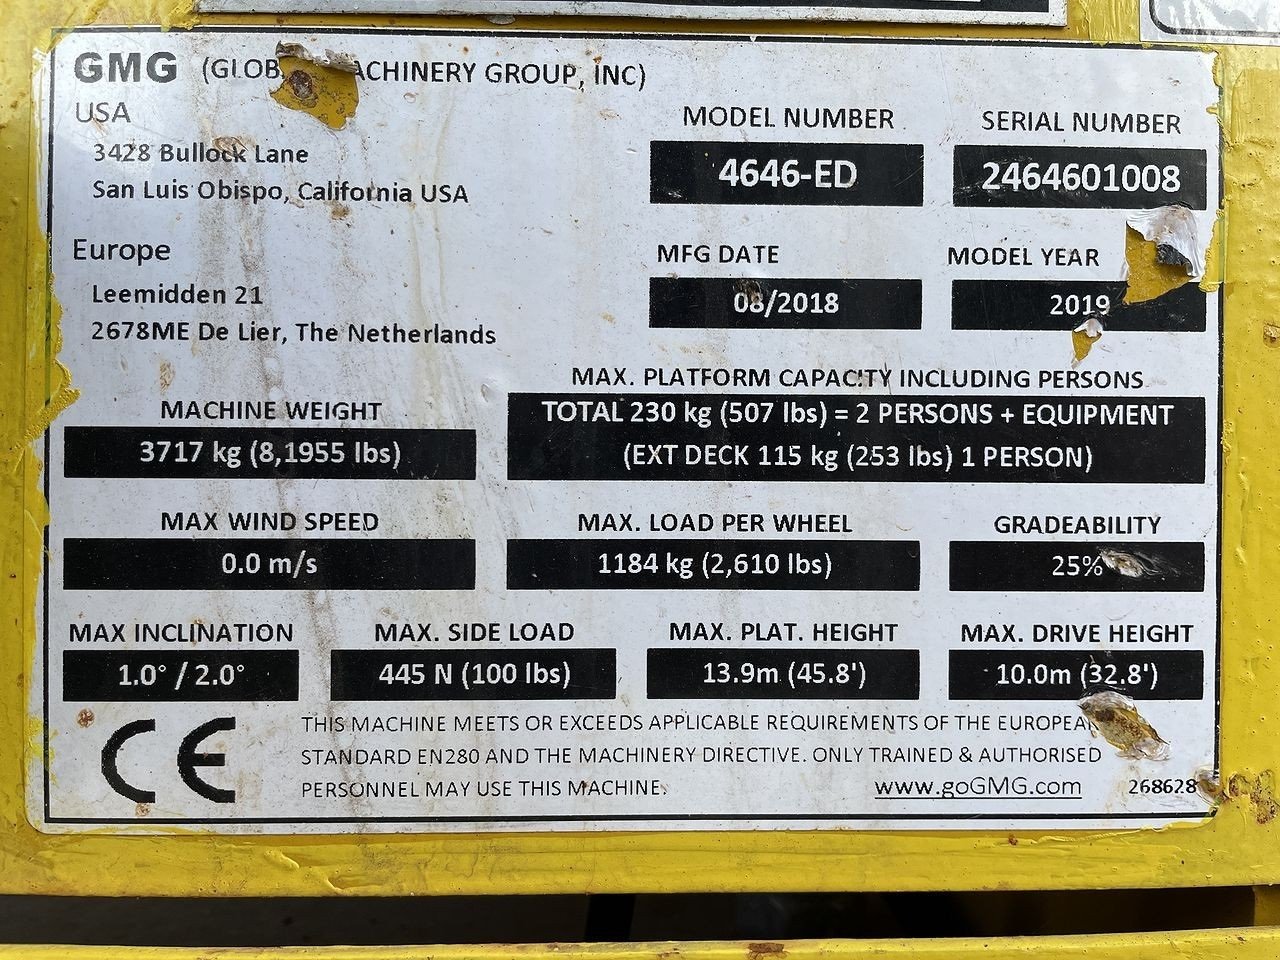 GMG (GLOB ACHINERY GROUP, INC)
USA
3428 Bullock Lane
San Luis Obispo, California USA
Europe
Leemidden 21
2678ME De Lier, The Netherlands
MODEL NUMBER
4646-ED
SERIAL NUMBER
2464601008
MFG DATE
08/2018
MODEL YEAR
2019
MAX. PLATFORM CAPACITY INCLUDING PERSONS
TOTAL 230 kg (507 lbs) = 2 PERSONS + EQUIPMENT
(EXT DECK 115 kg (253 lbs) 1 PERSON)
MACHINE WEIGHT
3717 kg (8,1955 lbs)
MAX WIND SPEED
0.0 m/s
MAX. LOAD PER WHEEL
1184 kg (2,610 lbs)
GRADEABILITY
25%
MAX INCLINATION
1.0° / 2.0°
MAX. SIDE LOAD
445 N (100 lbs)
MAX. PLAT. HEIGHT
13.9m (45.8')
MAX. DRIVE HEIGHT
10.0m (32.8')
CE
THIS MACHINE MEETS OR EXCEEDS APPLICABLE REQUIREMENTS OF THE EUROPEAN
STANDARD EN280 AND THE MACHINERY DIRECTIVE. ONLY TRAINED & AUTHORISED
PERSONNEL MAY USE THIS MACHINE.
www.goGMG.com
268628